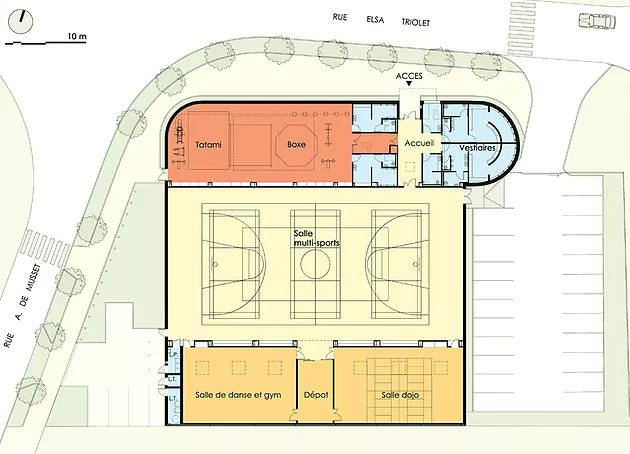 RUE ELSA TRIOLET
10 m
ACCES
Tatami
Boxe
Accueil
Vestiaires
Salle
multi-sports
RUE A. DE MUSSET
L.T.
Salle de danse et gym
Dépôt
Salle dojo